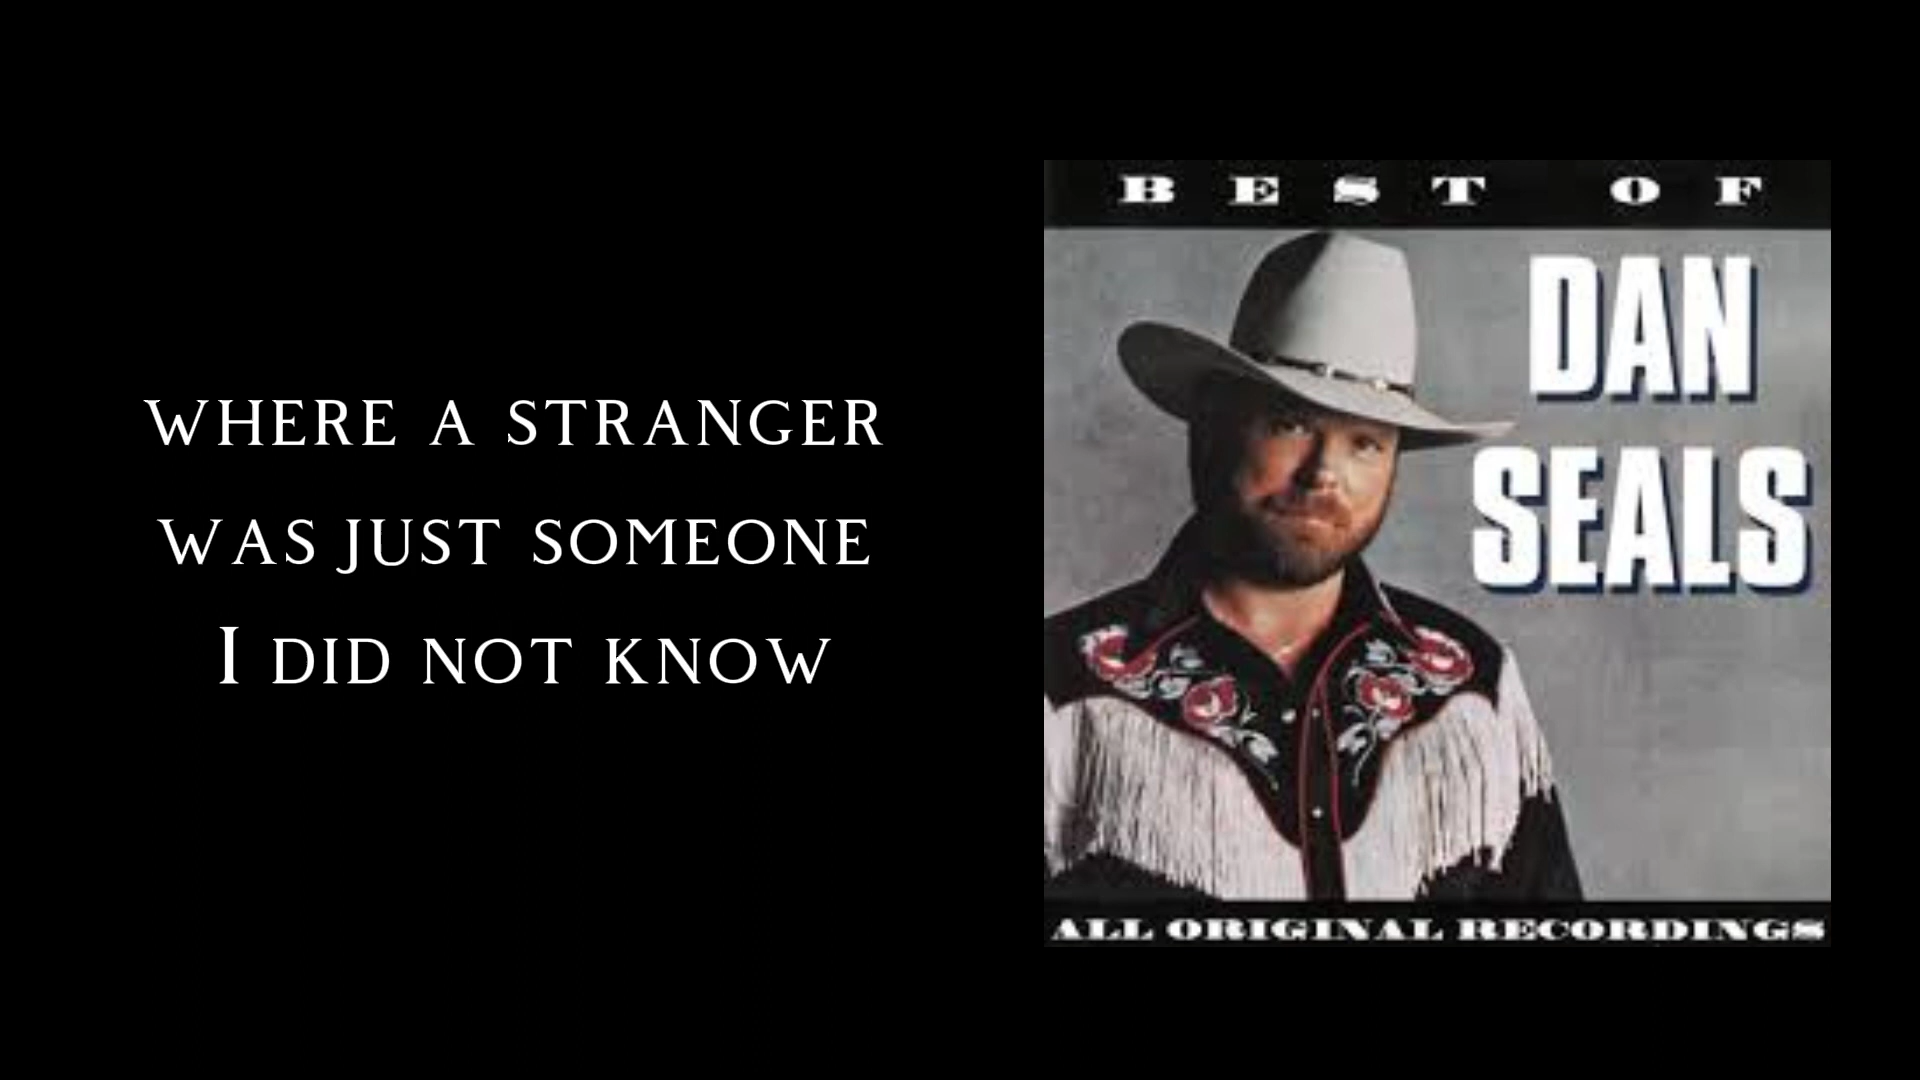 WHERE A STRANGER
WAS JUST SOMEONE
I DID NOT KNOW
BEST OF
DAN
SEALS
ALL ORIGINAL RECORDINGS